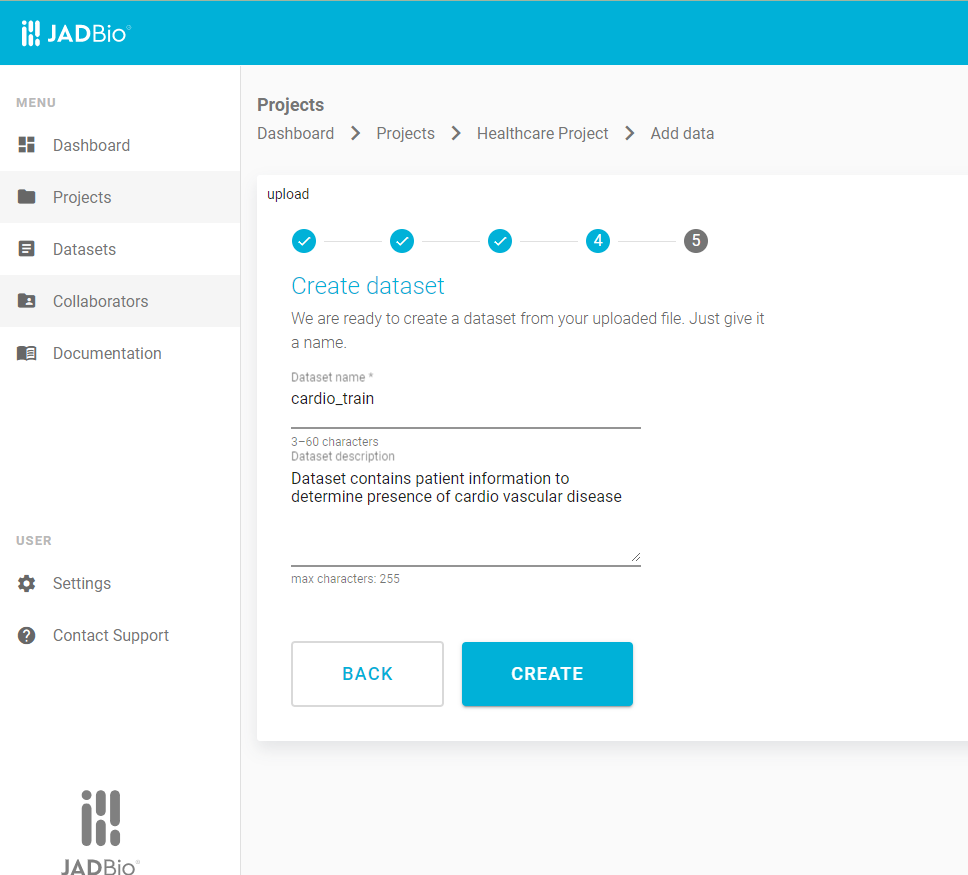 JADBio
MENU
Dashboard
Projects
Datasets
Collaborators
Documentation
USER
Settings
Contact Support
JADBio
Projects
Dashboard > Projects > Healthcare Project > Add data
upload
4 5
Create dataset
We are ready to create a dataset from your uploaded file. Just give it
a name.
Dataset name *
cardio_train
3–60 characters
Dataset description
Dataset contains patient information to
determine presence of cardio vascular disease
max characters: 255
BACK CREATE